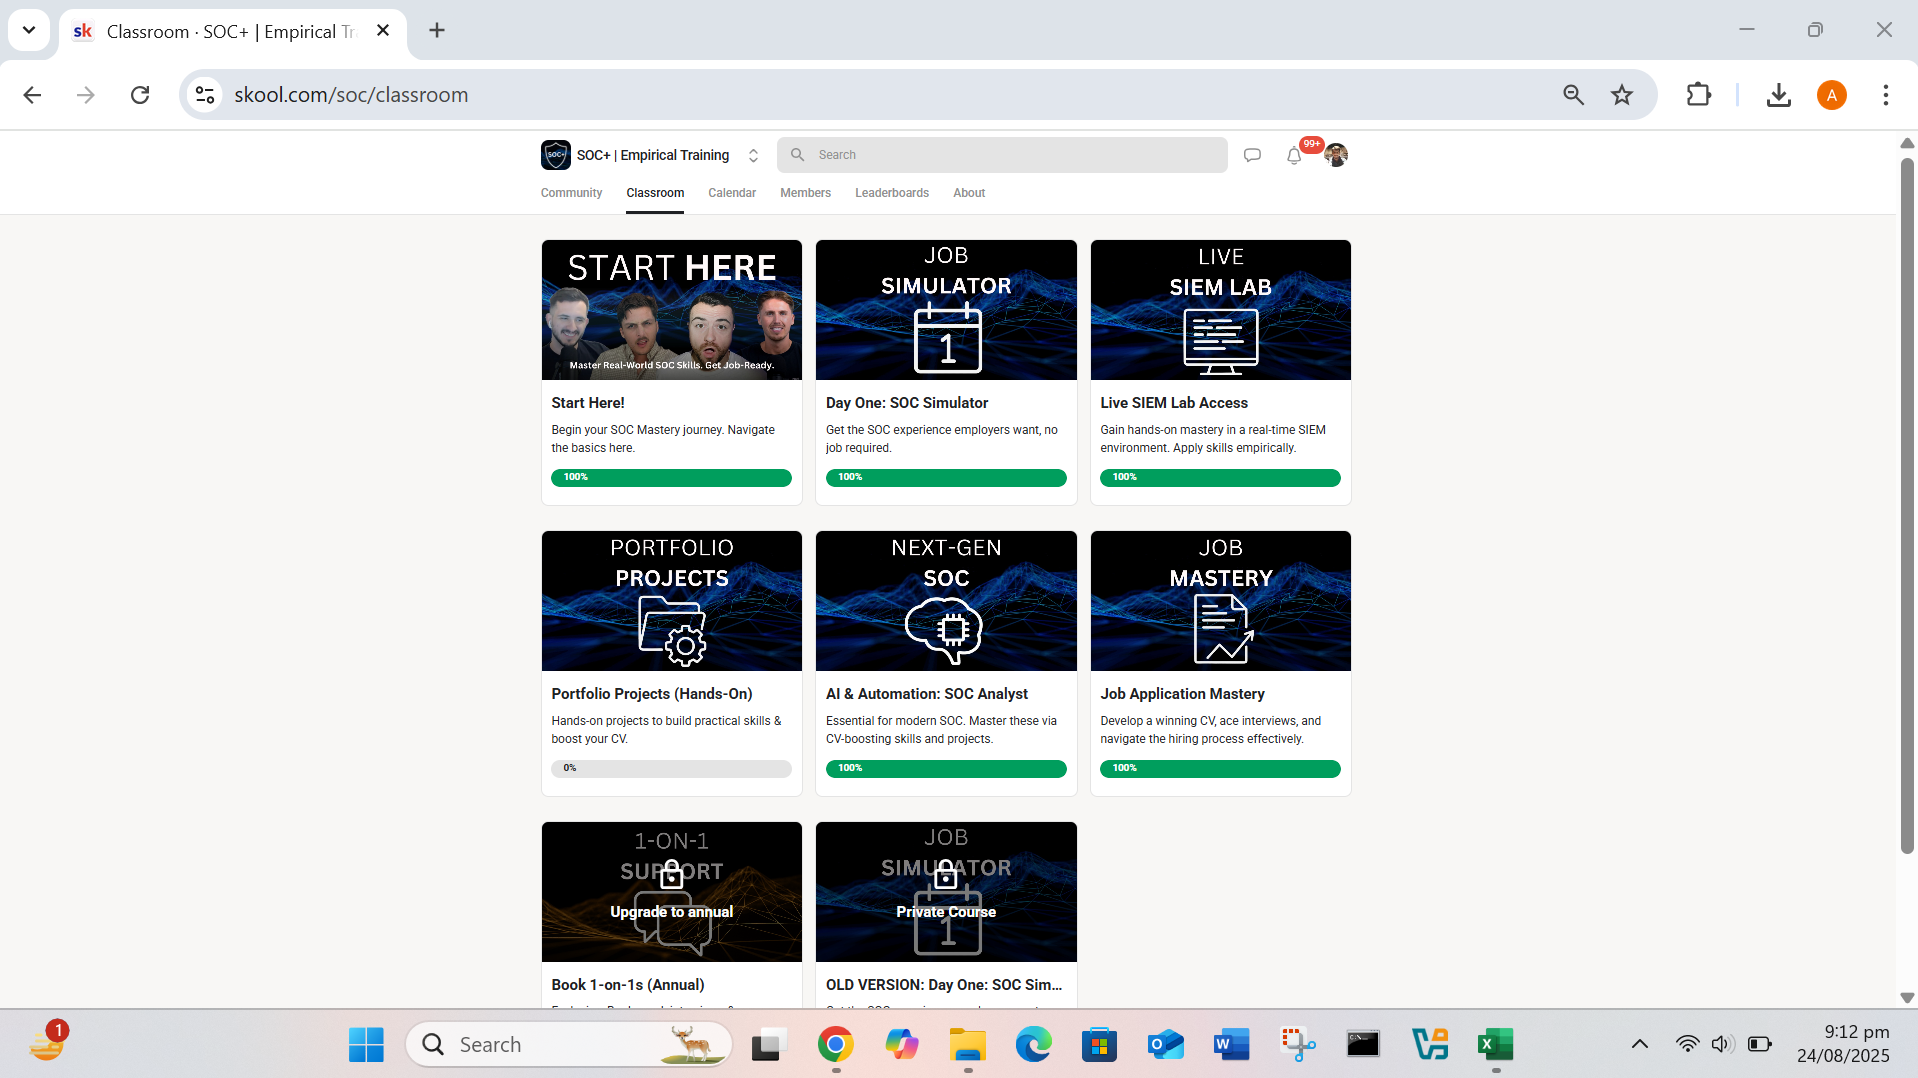 sk Classroom · SOC+ | Empirical Tr
skool.com/soc/classroom
A
SOC+ SOC+ | Empirical Training
Search
99+
Community Classroom Calendar Members Leaderboards About
START HERE
Master Real-World SOC Skills. Get Job-Ready.
Start Here!
Begin your SOC Mastery journey. Navigate
the basics here.
100%
JOB
SIMULATOR
1
Day One: SOC Simulator
Get the SOC experience employers want, no
job required.
100%
LIVE
SIEM LAB
Live SIEM Lab Access
Gain hands-on mastery in a real-time SIEM
environment. Apply skills empirically.
100%
PORTFOLIO
PROJECTS
Portfolio Projects (Hands-On)
Hands-on projects to build practical skills &
boost your CV.
0%
NEXT-GEN
SOC
AI & Automation: SOC Analyst
Essential for modern SOC. Master these via
CV-boosting skills and projects.
100%
JOB
MASTERY
Job Application Mastery
Develop a winning CV, ace interviews, and
navigate the hiring process effectively.
100%
1-ON-1
SUPPORT
Upgrade to annual
Book 1-on-1s (Annual)
JOB
SIMULATOR
Private Course
1
OLD VERSION: Day One: SOC Sim...
1
Search
9:12 pm
24/08/2025